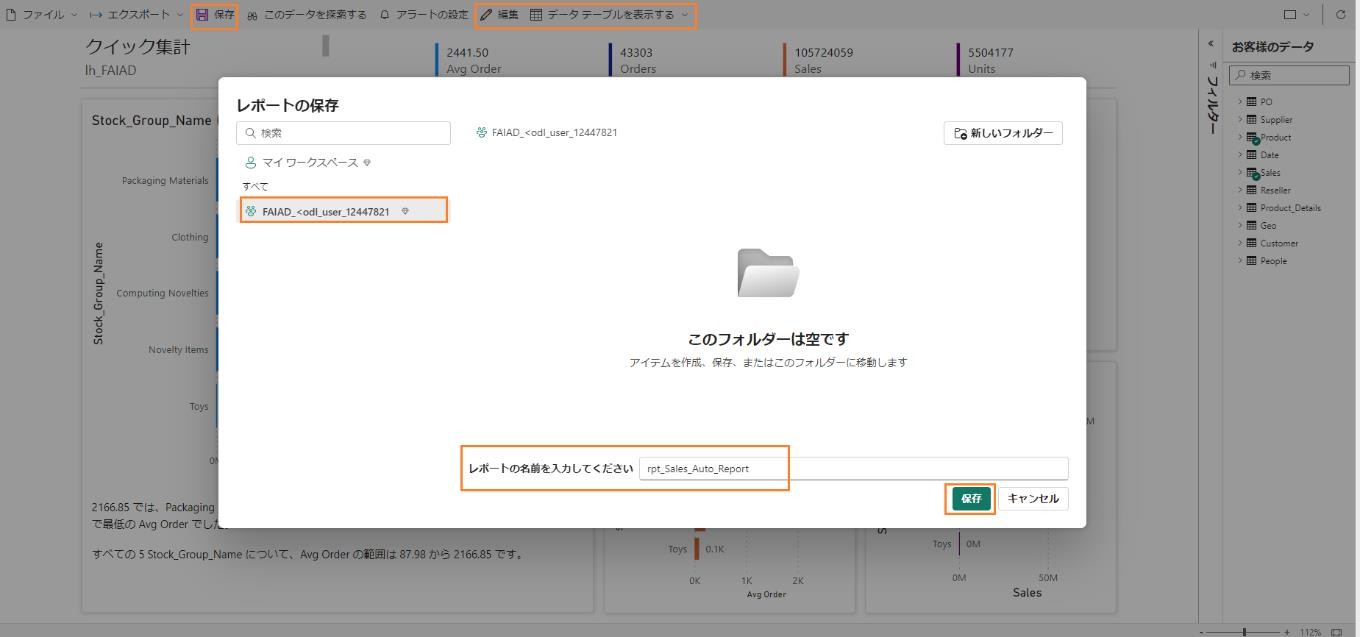 ファイル エクスポート 保存 このデータを探索する アラートの設定 編集 データ テーブルを表示する
クイック集計
lh_FAIAD
2441.50
Avg Order
43303
Orders
105724059
Sales
5504177
Units
フィルター
お客様のデータ
検索
PO
Supplier
Product
Date
Sales
Reseller
Product_Details
Geo
Customer
People
Stock_Group_Name
Stock_Group_Name
Packaging Materials
Clothing
Computing Novelties
Novelty Items
Toys
レポートの保存
検索
マイ ワークスペース
すべて
FAIAD_<odl_user_12447821
FAIAD_<odl_user_12447821
新しいフォルダー
このフォルダーは空です
アイテムを作成、保存、またはこのフォルダーに移動します
レポートの名前を入力してください rpt_Sales_Auto_Report
保存 キャンセル
2166.85 では、Packaging
で最低の Avg Order でした。
すべての 5 Stock_Group_Name について、Avg Order の範囲は 87.98 から 2166.85 です。
Toys 0.1K
0K 1K 2K
Avg Order
Toys 0M
0M 50M
Sales
- + 112%